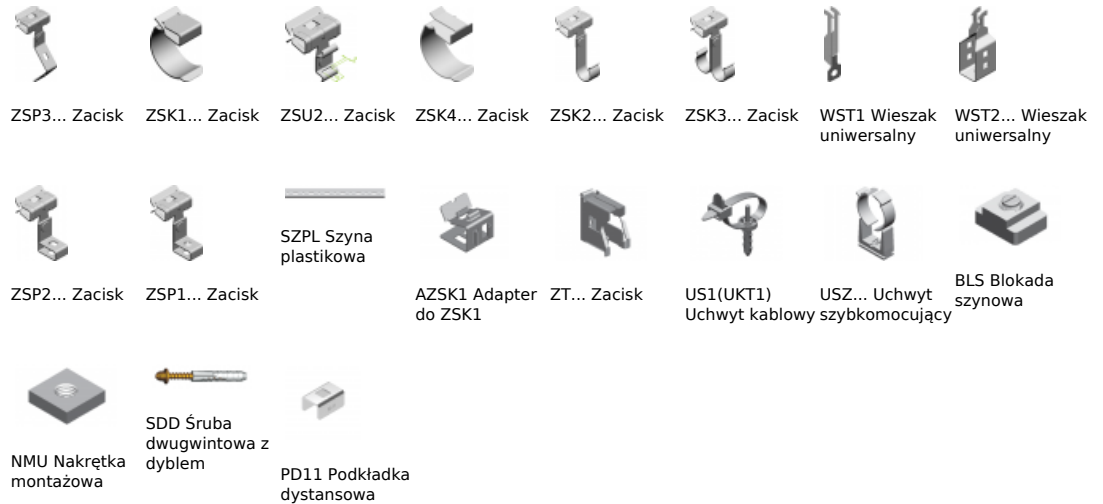 ZSP3... Zacisk
ZSK1... Zacisk
ZSU2... Zacisk
ZSK4... Zacisk
ZSK2... Zacisk
ZSK3... Zacisk
WST1 Wieszak
uniwersalny
WST2... Wieszak
uniwersalny
ZSP2... Zacisk
ZSP1... Zacisk
SZPL Szyna
plastikowa
AZSK1 Adapter
do ZSK1
ZT... Zacisk
US1(UKT1)
Uchwyt kablowy
USZ... Uchwyt
szybkomocujący
BLS Blokada
szynowa
NMU Nakrętka
montażowa
SDD Śruba
dwugwintowa z
dyblem
PD11 Podkładka
dystansowa